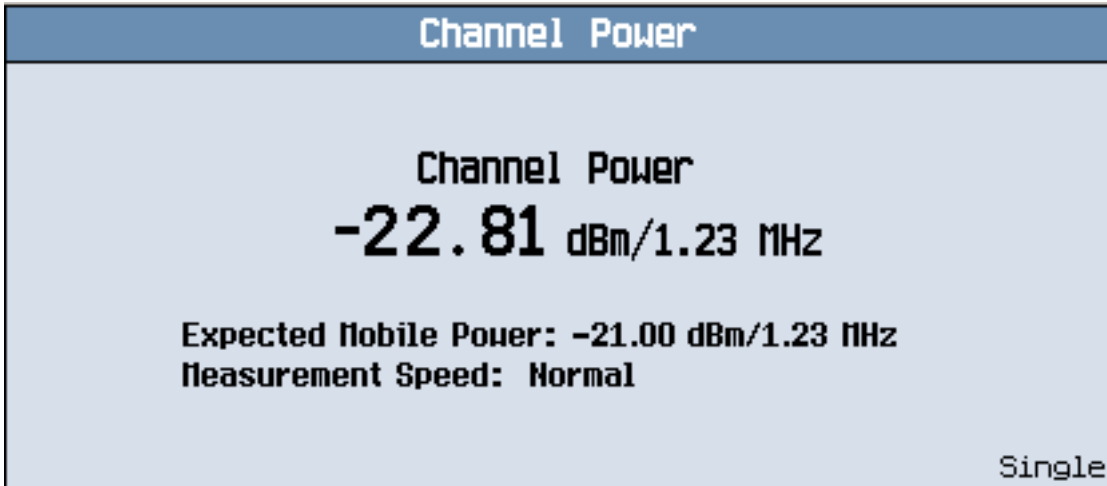 Channel Power
Channel Power
-22.81 dBm/1.23 MHz
Expected Mobile Power: -21.00 dBm/1.23 MHz
Measurement Speed: Normal
Single